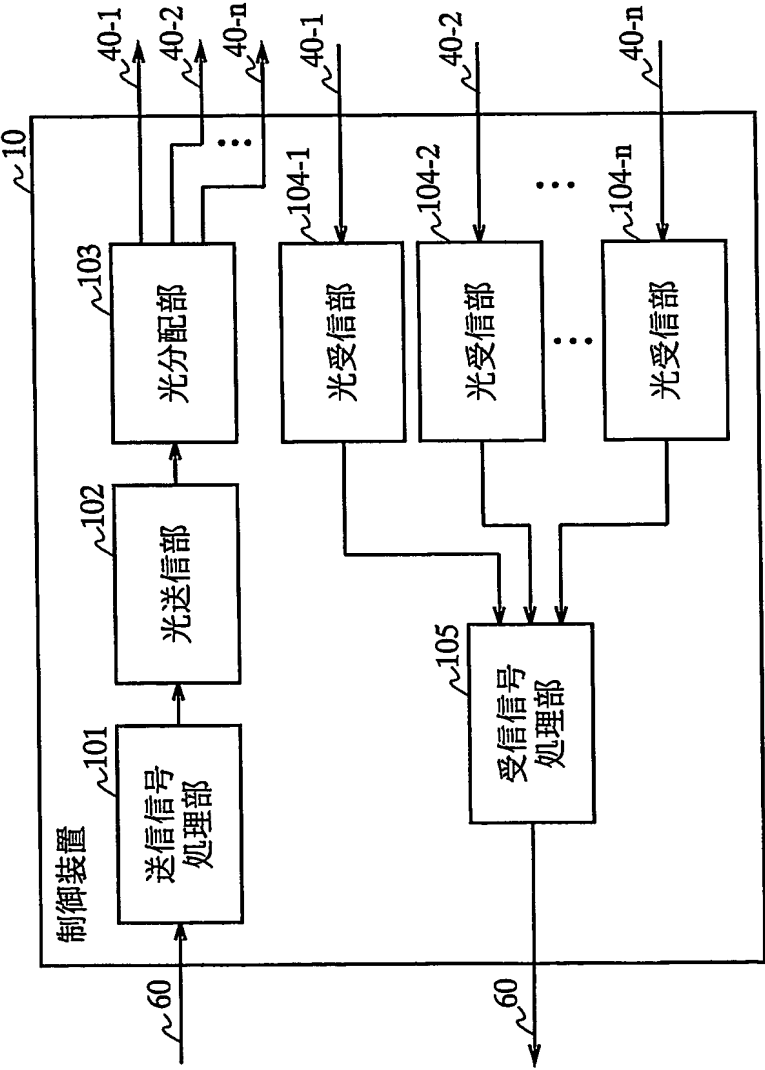 10
制御装置
60
101
送信信号
処理部
102
光送信部
103
光分配部
40-1
40-2
40-n
•••
40-1
104-1
光受信部
40-2
104-2
光受信部
•••
•••
40-n
104-n
光受信部
105
受信信号
処理部
60